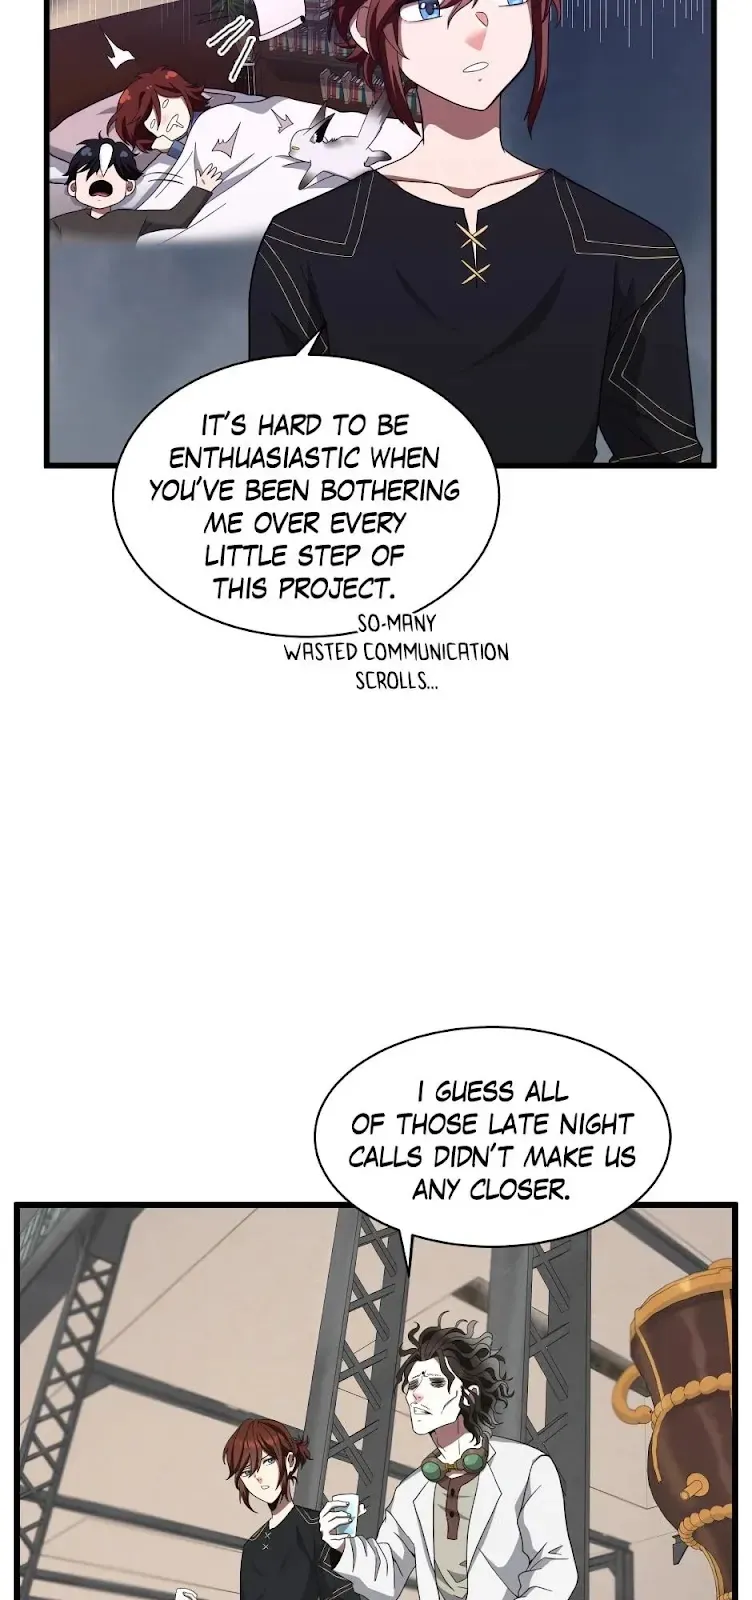 IT'S HARD TO BE
ENTHUASIASTIC WHEN
YOU'VE BEEN BOTHERING
ME OVER EVERY
LITTLE STEP OF
THIS PROJECT.
SO-MANY
WASTED COMMUNICATION
SCROLLS...
I GUESS ALL
OF THOSE LATE NIGHT
CALLS DIDN'T MAKE US
ANY CLOSER.